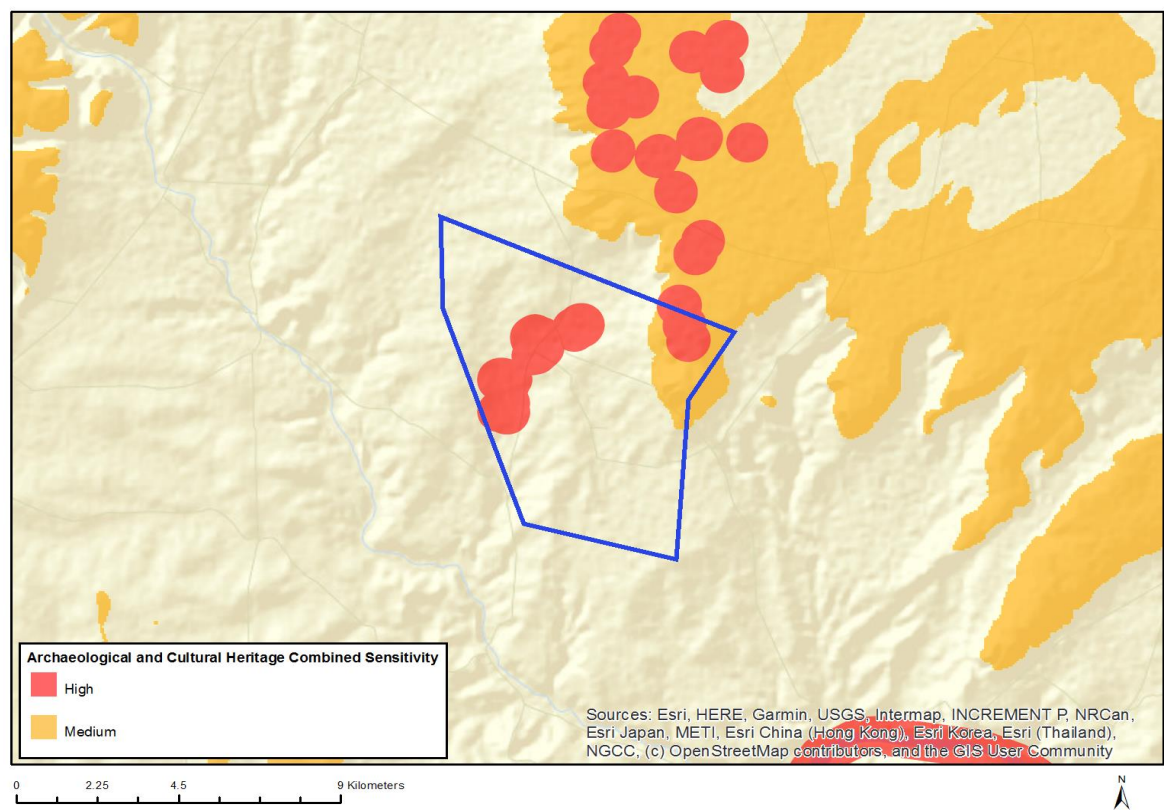 Archaeological and Cultural Heritage Combined Sensitivity
High
Medium
Sources: Esri, HERE, Garmin, USGS, Intermap, INCREMENT P, NRCan,
Esri Japan, METI, Esri China (Hong Kong), Esri Korea, Esri (Thailand),
NGCC, (c) OpenStreetMap contributors, and the GIS User Community
0 2.25 4.5 9 Kilometers
N